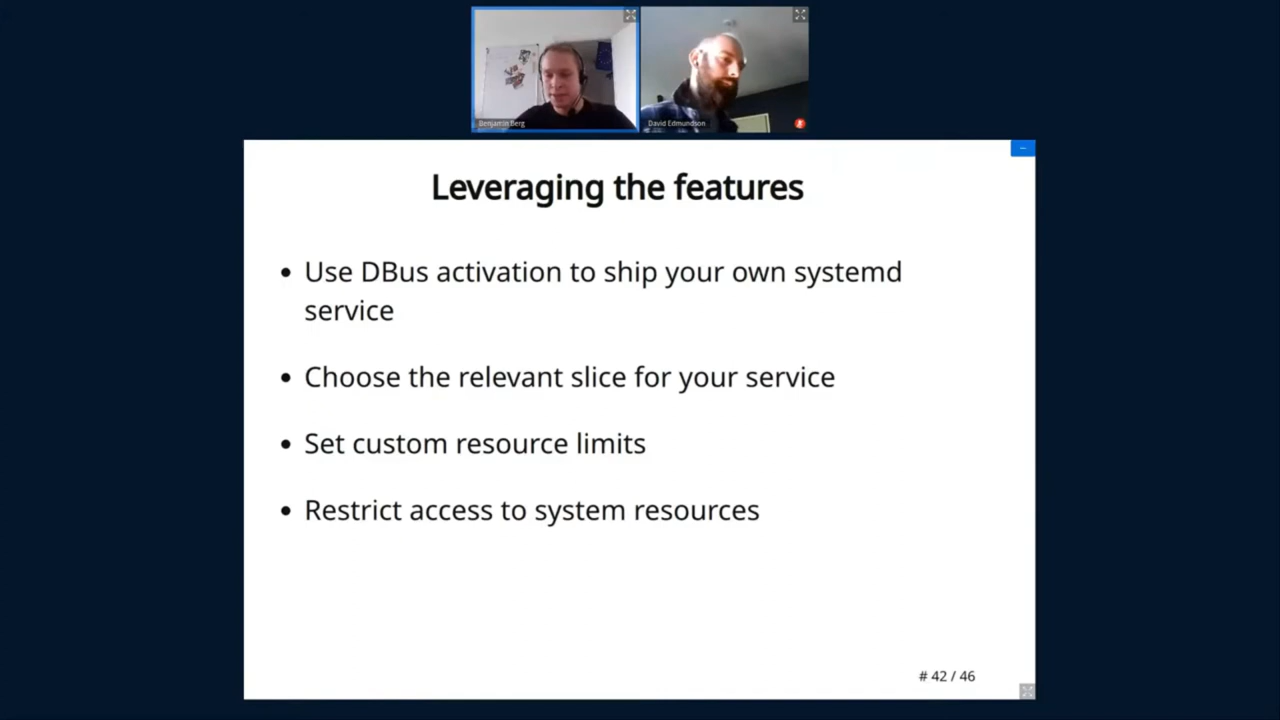 Benjamin Berg
David Edmundson
Leveraging the features
• Use DBus activation to ship your own systemd
service
• Choose the relevant slice for your service
• Set custom resource limits
• Restrict access to system resources
# 42 / 46